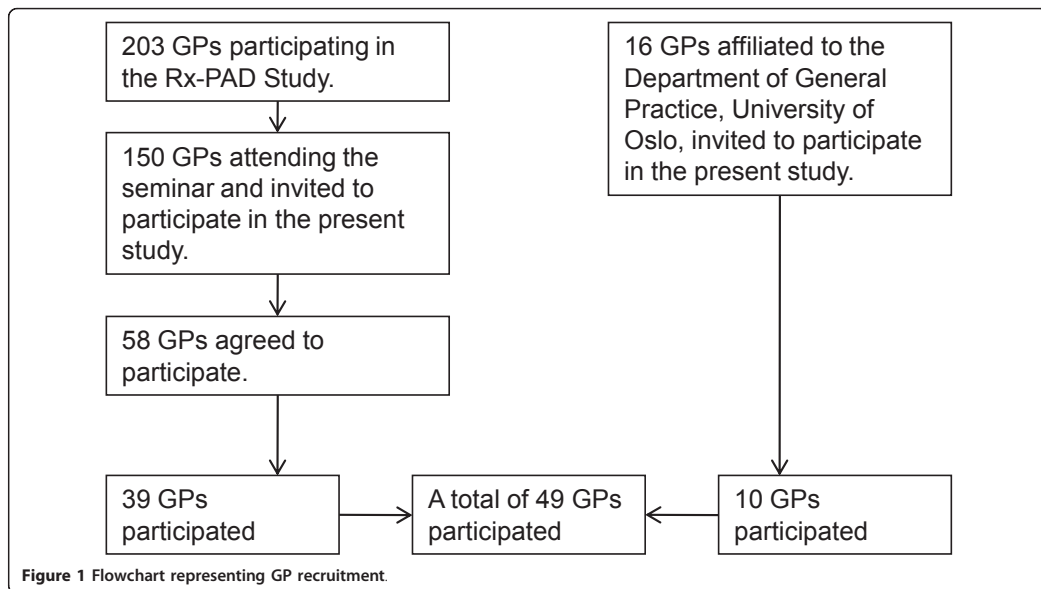 203 GPs participating in
the Rx-PAD Study.
150 GPs attending the
seminar and invited to
participate in the present
study.
58 GPs agreed to
participate.
39 GPs
participated
16 GPs affiliated to the
Department of General
Practice, University of
Oslo, invited to participate
in the present study.
10 GPs
participated
A total of 49 GPs
participated
Figure 1 Flowchart representing GP recruitment.